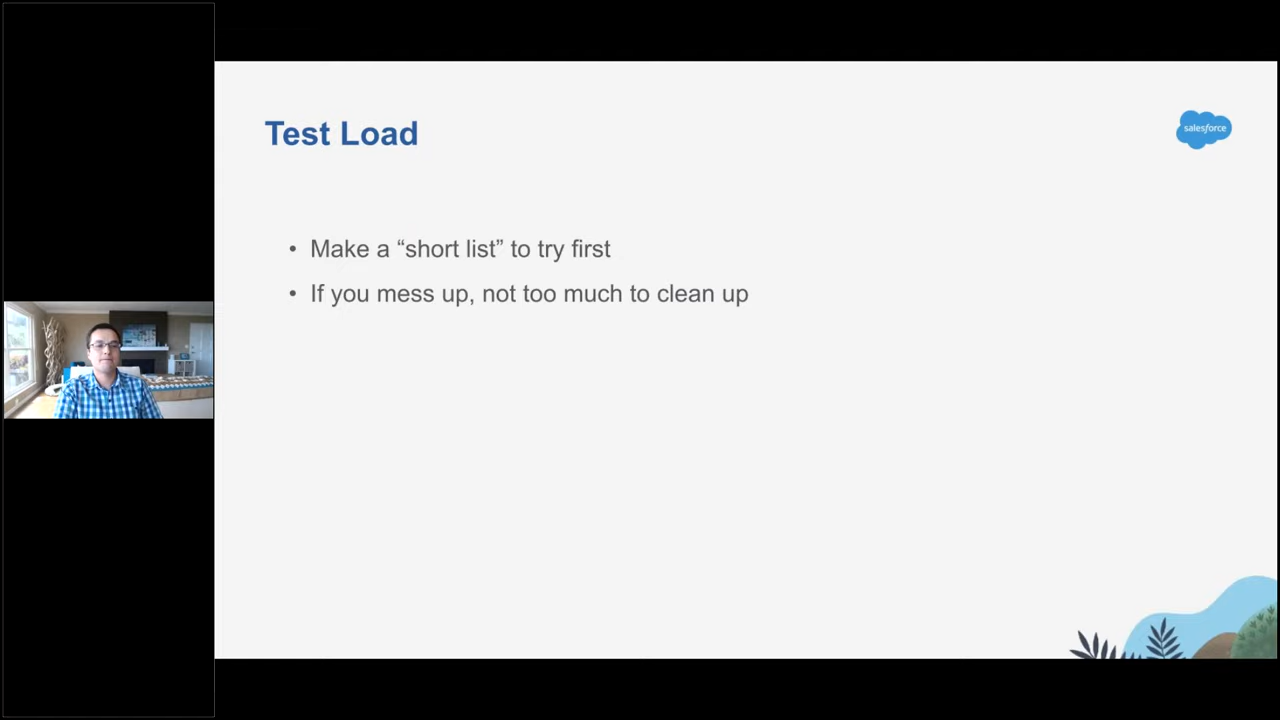 Test Load
salesforce
• Make a “short list” to try first
• If you mess up, not too much to clean up